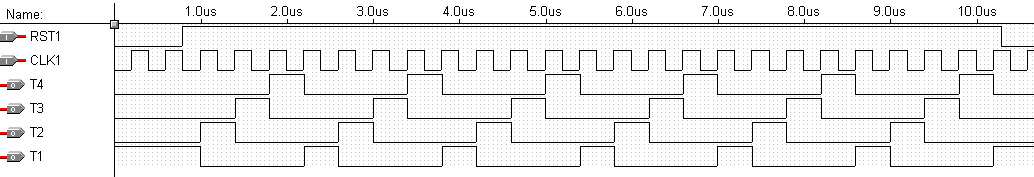 Name: 1.0us 2.0us 3.0us 4.0us 5.0us 6.0us 7.0us 8.0us 9.0us 10.0us
I RST1
I CLK1
O T4
O T3
O T2
O T1